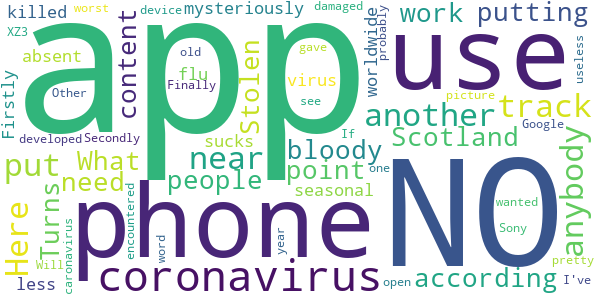 killed
worst
device
mysteriously
damaged
work
putting
XZ3
absent
content
old
gave
app
use
flu
Stolen
virus
worldwide
probably
useless
Firstly
Other
Finally
see
picture
another
track
developed
Secondly
sucks
If
Scotland
Google
put
What
near
bloody
NO
anybody
need
people
point
one
seasonal
Here
Turns
phone
wanted
caronavirus
encountered
word
year
Sony
Will
pretty
less
coronavirus
open
according
I've